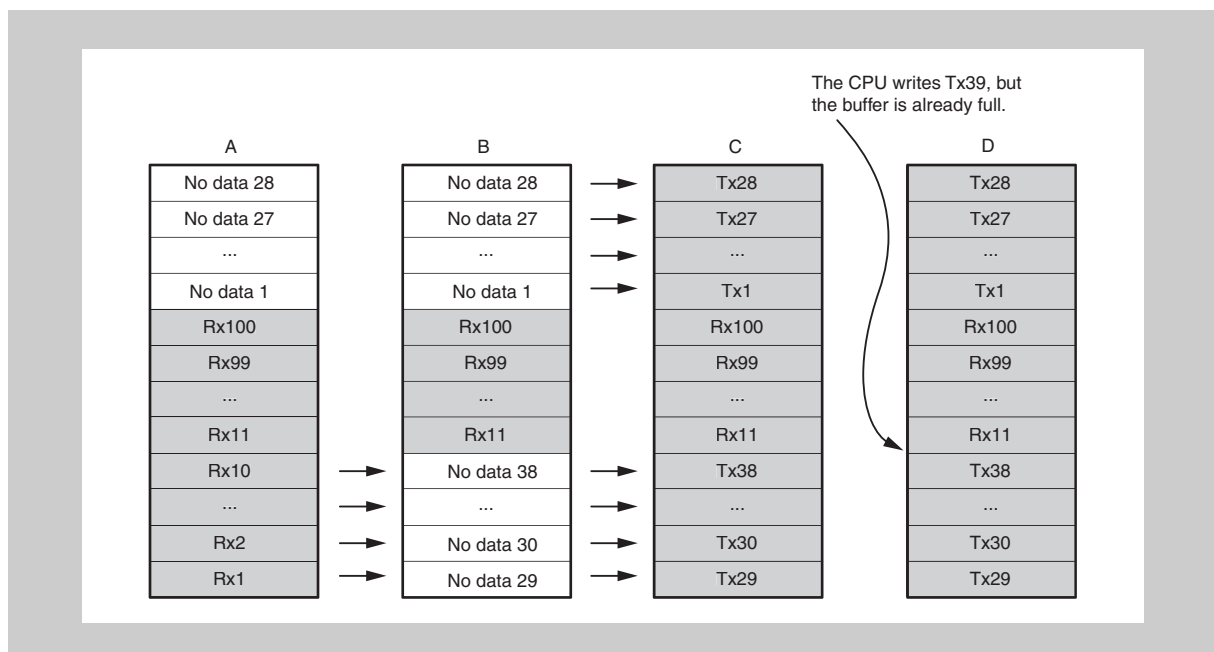 The CPU writes Tx39, but
the buffer is already full.
A B C D
No data 28 No data 28 Tx28 Tx28
No data 27 No data 27 Tx27 Tx27
... ... ... ...
No data 1 No data 1 Tx1 Tx1
Rx100 Rx100 Rx100 Rx100
Rx99 Rx99 Rx99 Rx99
... ... ... ...
Rx11 Rx11 Rx11 Rx11
Rx10 No data 38 Tx38 Tx38
... ... ... ...
Rx2 No data 30 Tx30 Tx30
Rx1 No data 29 Tx29 Tx29